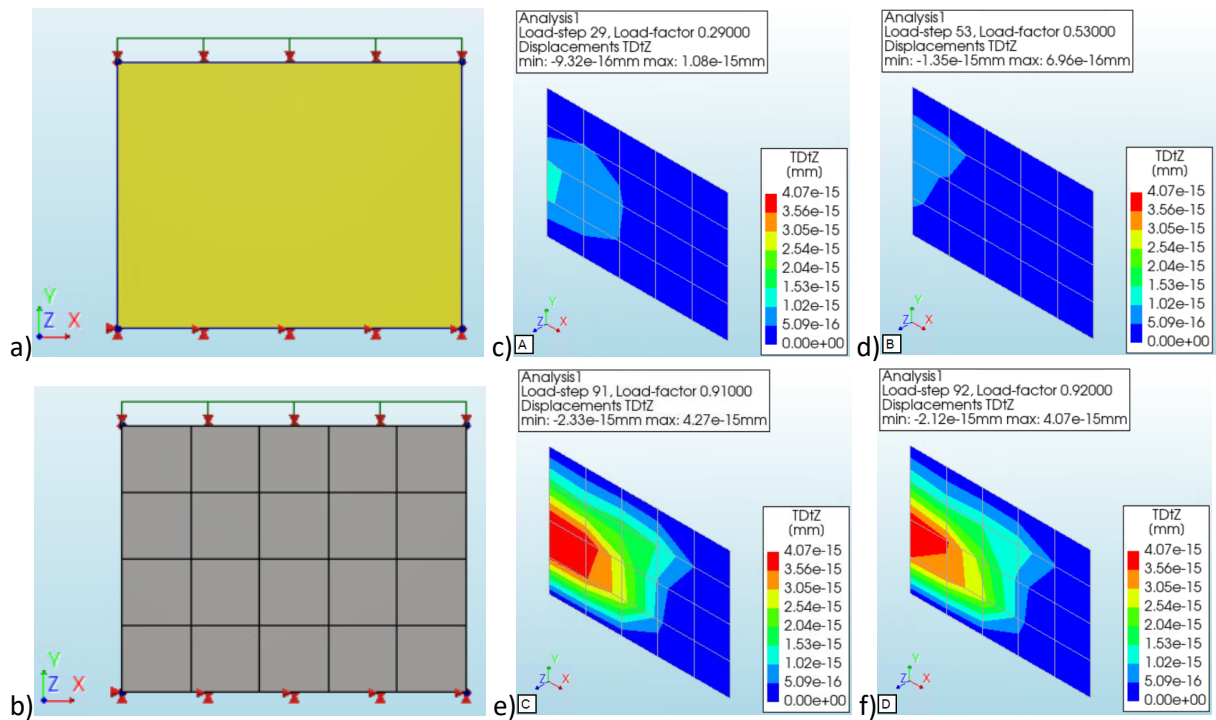 Y
Z X
a)
Analysis1
Load-step 29, Load-factor 0.29000
Displacements TDtZ
min: -9.32e-16mm max: 1.08e-15mm
TDtZ
(mm)
4.07e-15
3.56e-15
3.05e-15
2.54e-15
2.04e-15
1.53e-15
1.02e-15
5.09e-16
0.00e+00
Y
Z X
c) A
Analysis1
Load-step 53, Load-factor 0.53000
Displacements TDtZ
min: -1.35e-15mm max: 6.96e-16mm
TDtZ
(mm)
4.07e-15
3.56e-15
3.05e-15
2.54e-15
2.04e-15
1.53e-15
1.02e-15
5.09e-16
0.00e+00
Y
Z X
d) B
Y
Z X
b)
Analysis1
Load-step 91, Load-factor 0.91000
Displacements TDtZ
min: -2.33e-15mm max: 4.27e-15mm
TDtZ
(mm)
4.07e-15
3.56e-15
3.05e-15
2.54e-15
2.04e-15
1.53e-15
1.02e-15
5.09e-16
0.00e+00
Y
Z X
e) C
Analysis1
Load-step 92, Load-factor 0.92000
Displacements TDtZ
min: -2.12e-15mm max: 4.07e-15mm
TDtZ
(mm)
4.07e-15
3.56e-15
3.05e-15
2.54e-15
2.04e-15
1.53e-15
1.02e-15
5.09e-16
0.00e+00
Y
Z X
f) D